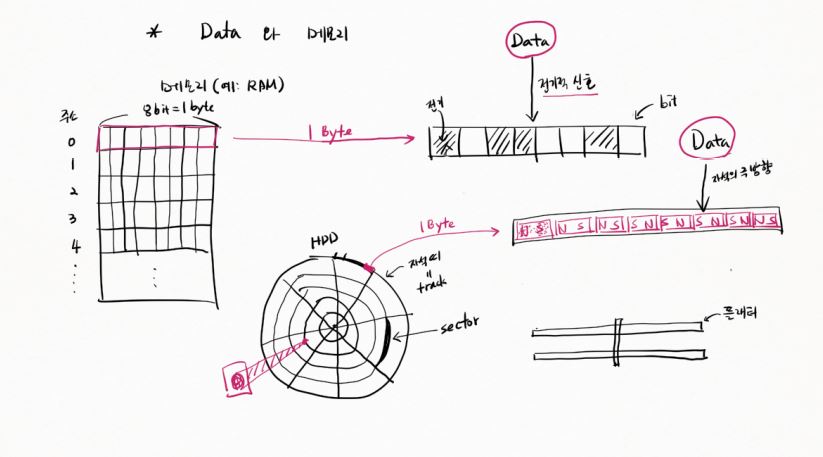 * Data 와 메모리
메모리 (예: RAM)
8bit = 1 byte
주소
0
1
2
3
4
1 Byte
Data
전기적 신호
전기
bit
Data
자석의 극 방향
1 Byte
N S N S N S S N S N S N S N N S
HDD
자석 띠
=
track
sector
플래터